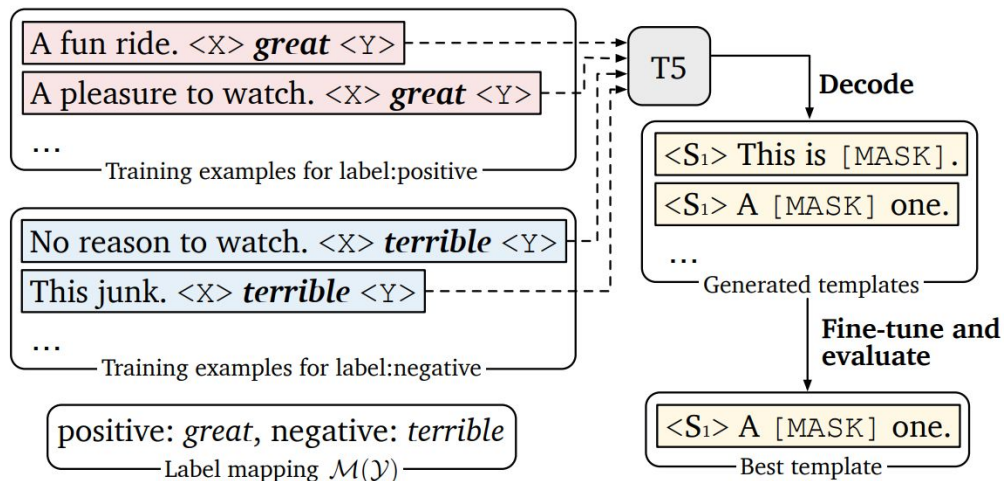 A fun ride. <X> great <Y>
A pleasure to watch. <X> great <Y>
...
Training examples for label:positive
No reason to watch. <X> terrible <Y>
This junk. <X> terrible <Y>
...
Training examples for label:negative
positive: great, negative: terrible
Label mapping M(Y)
T5
Decode
<S₁> This is [MASK].
<S₁> A [MASK] one.
...
Generated templates
Fine-tune and
evaluate
<S₁> A [MASK] one.
Best template